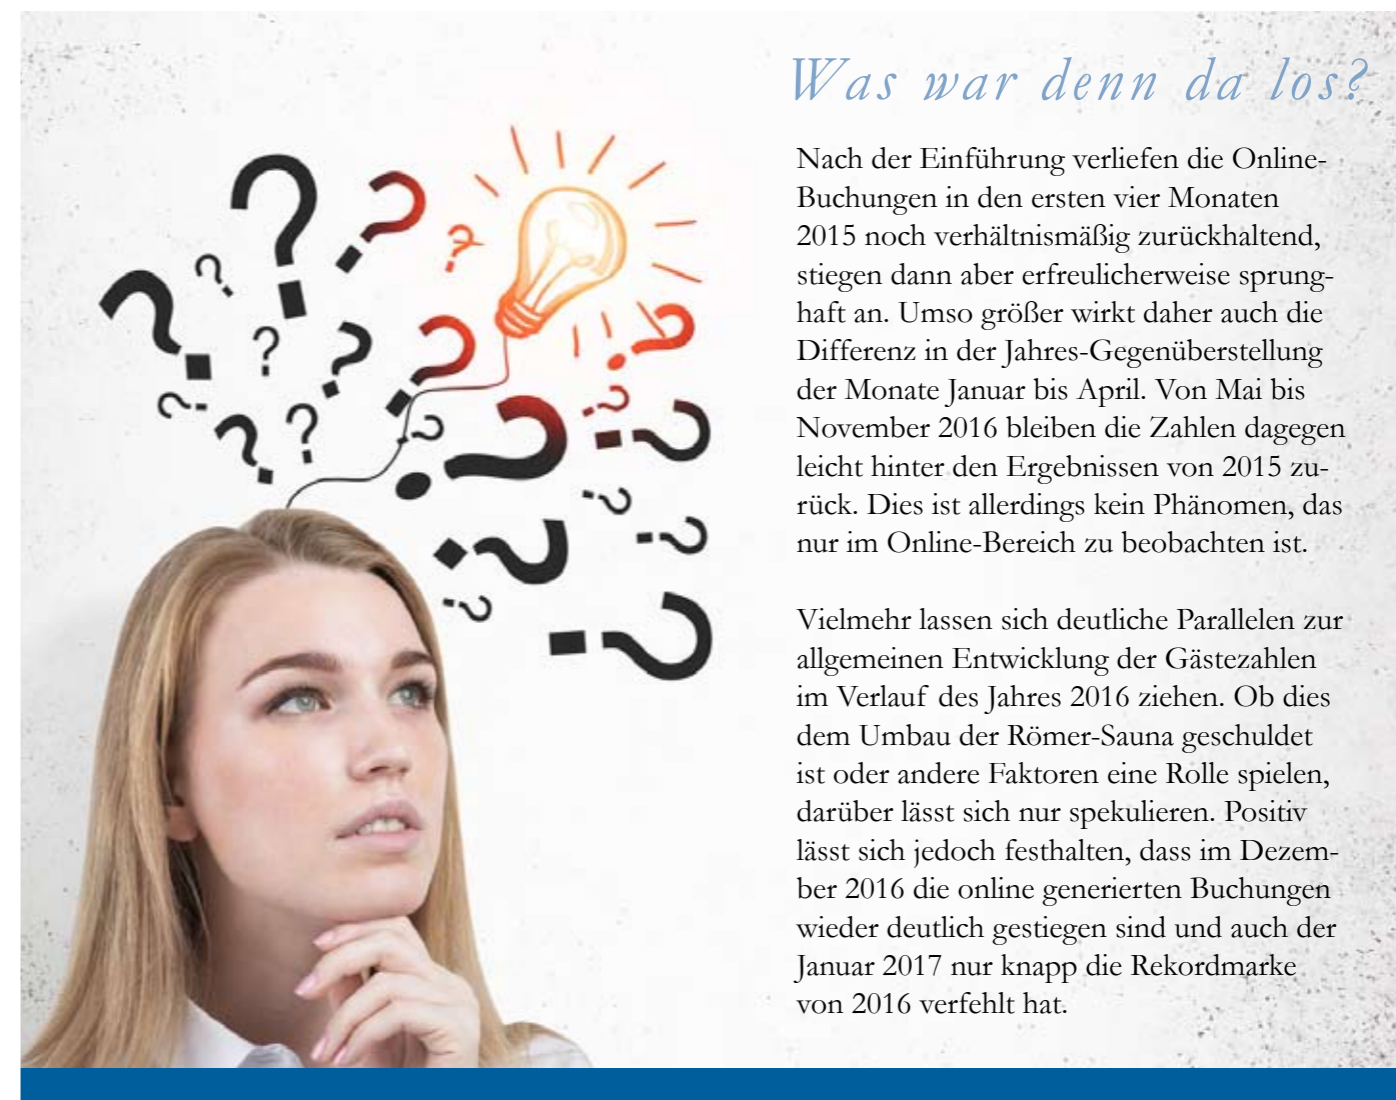 Was war denn da los?
Nach der Einführung verliefen die Online-
Buchungen in den ersten vier Monaten
2015 noch verhältnismäßig zurückhaltend,
stiegen dann aber erfreulicherweise sprung-
haft an. Umso größer wirkt daher auch die
Differenz in der Jahres-Gegenüberstellung
der Monate Januar bis April. Von Mai bis
November 2016 bleiben die Zahlen dagegen
leicht hinter den Ergebnissen von 2015 zu-
rück. Dies ist allerdings kein Phänomen, das
nur im Online-Bereich zu beobachten ist.
Vielmehr lassen sich deutliche Parallelen zur
allgemeinen Entwicklung der Gästezahlen
im Verlauf des Jahres 2016 ziehen. Ob dies
dem Umbau der Römer-Sauna geschuldet
ist oder andere Faktoren eine Rolle spielen,
darüber lässt sich nur spekulieren. Positiv
lässt sich jedoch festhalten, dass im Dezem-
ber 2016 die online generierten Buchungen
wieder deutlich gestiegen sind und auch der
Januar 2017 nur knapp die Rekordmarke
von 2016 verfehlt hat.